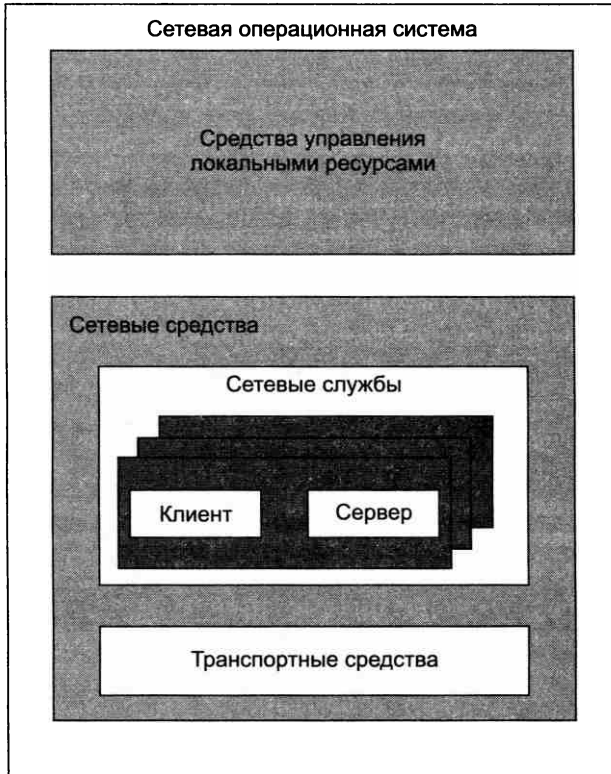 Сетевая операционная система
Средства управления
локальными ресурсами
Сетевые средства
Сетевые службы
Клиент
Сервер
Транспортные средства